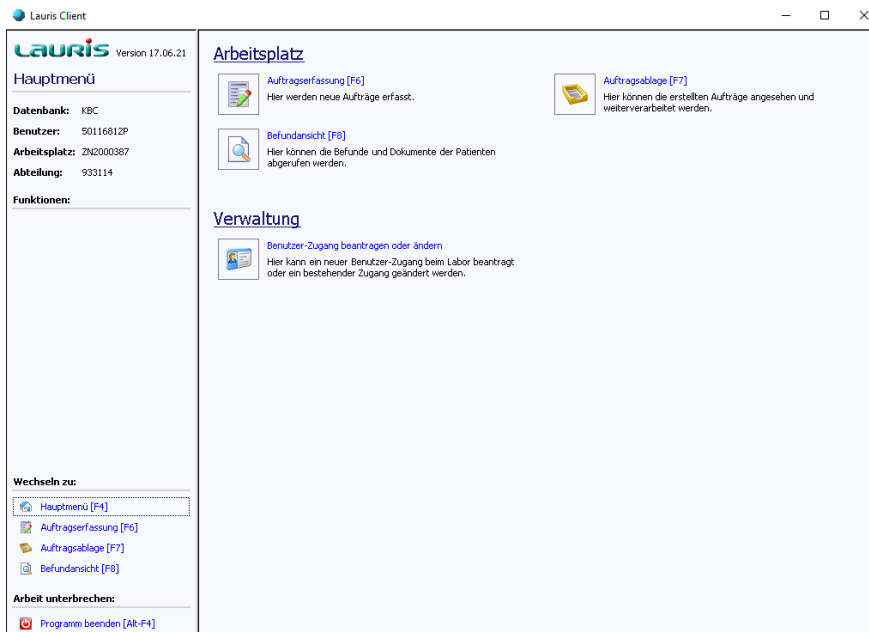 Lauris Client
Lauris Version 17.06.21
Hauptmenü
Datenbank: KBC
Benutzer: 50116812P
Arbeitsplatz: ZN2000387
Abteilung: 933114
Funktionen:
Wechseln zu:
Hauptmenü [F4]
Auftragserfassung [F6]
Auftragsablage [F7]
Befundansicht [F8]
Arbeit unterbrechen:
Programm beenden [Alt-F4]
Arbeitsplatz
Auftragserfassung [F6]
Hier werden neue Aufträge erfasst.
Auftragsablage [F7]
Hier können die erstellten Aufträge angesehen und
weiterverarbeitet werden.
Befundansicht [F8]
Hier können die Befunde und Dokumente der Patienten
abgerufen werden.
Verwaltung
Benutzer-Zugang beantragen oder ändern
Hier kann ein neuer Benutzer-Zugang beim Labor beantragt
oder ein bestehender Zugang geändert werden.